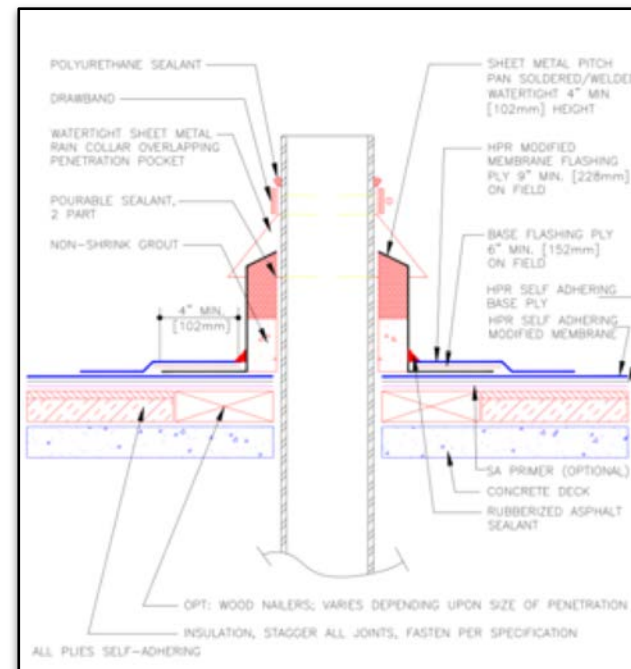 POLYURETHANE SEALANT
DRAWBAND
WATERTIGHT SHEET METAL
RAIN COLLAR OVERLAPPING
PENETRATION POCKET
POURABLE SEALANT,
2 PART
NON-SHRINK GROUT
4" MIN.
[102mm]
SHEET METAL PITCH
PAN SOLDERED/WELDED
WATERTIGHT 4" MIN
[102mm] HEIGHT
HPR MODIFIED
MEMBRANE FLASHING
PLY 9" MIN. [228mm]
ON FIELD
BASE FLASHING PLY
6" MIN. [152mm]
ON FIELD
HPR SELF ADHERING
BASE PLY
HPR SELF ADHERING
MODIFIED MEMBRANE
SA PRIMER (OPTIONAL)
CONCRETE DECK
RUBBERIZED ASPHALT
SEALANT
OPT: WOOD NAILERS; VARIES DEPENDING UPON SIZE OF PENETRATION
INSULATION, STAGGER ALL JOINTS, FASTEN PER SPECIFICATION
ALL PLIES SELF-ADHERING